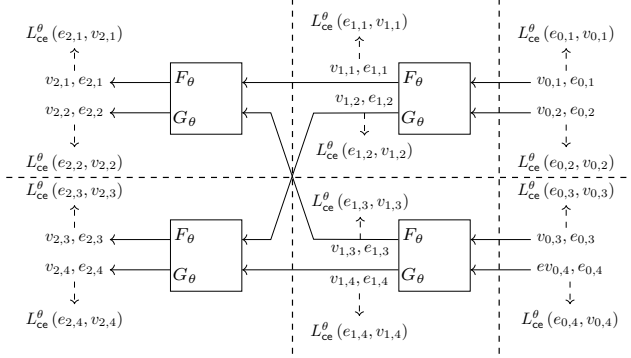 L^θ_ce (e_{2,1}, v_{2,1})
L^θ_ce (e_{1,1}, v_{1,1})
L^θ_ce (e_{0,1}, v_{0,1})
v_{2,1}, e_{2,1}
F_θ
v_{1,1}, e_{1,1}
F_θ
v_{0,1}, e_{0,1}
v_{2,2}, e_{2,2}
G_θ
v_{1,2}, e_{1,2}
G_θ
v_{0,2}, e_{0,2}
L^θ_ce (e_{2,2}, v_{2,2})
L^θ_ce (e_{1,2}, v_{1,2})
L^θ_ce (e_{0,2}, v_{0,2})
L^θ_ce (e_{2,3}, v_{2,3})
L^θ_ce (e_{1,3}, v_{1,3})
L^θ_ce (e_{0,3}, v_{0,3})
v_{2,3}, e_{2,3}
F_θ
v_{1,3}, e_{1,3}
F_θ
v_{0,3}, e_{0,3}
v_{2,4}, e_{2,4}
G_θ
v_{1,4}, e_{1,4}
G_θ
ev_{0,4}, e_{0,4}
L^θ_ce (e_{2,4}, v_{2,4})
L^θ_ce (e_{1,4}, v_{1,4})
L^θ_ce (e_{0,4}, v_{0,4})